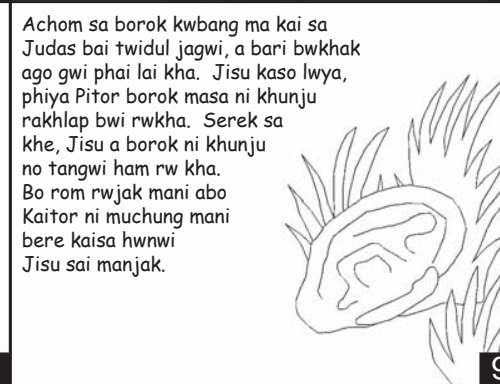 Achom sa borok kwbang ma kai sa
Judas bai twidul jagwi, a bari bwkhak
ago gwi phai lai kha. Jisu kaso lwya,
phiya Pitor borok masa ni khunju
rakhlap bwi rwkha. Serek sa
khe, Jisu a borok ni khunju
no tangwi ham rw kha.
Bo rom rwjak mani abo
Kaitor ni muchung mani
bere kaisa hwnwi
Jisu sai manjak.